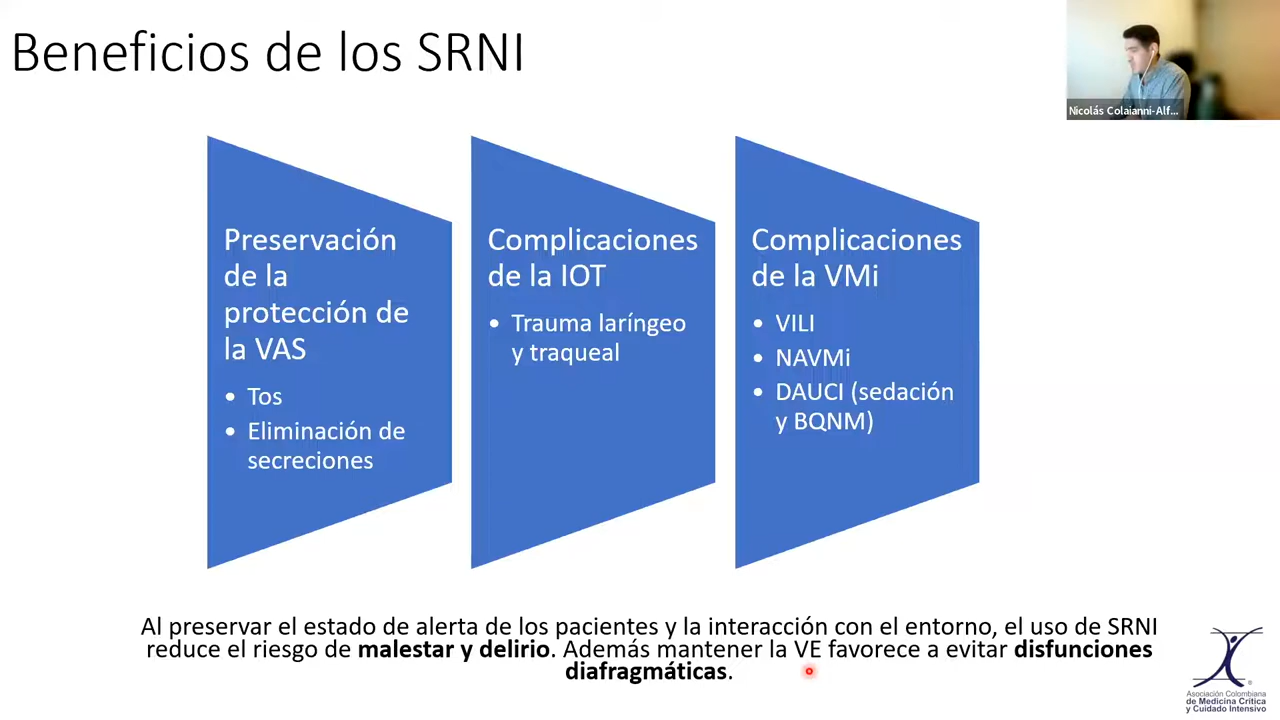 Beneficios de los SRNI
Nicolás Colaianni-Alf...
Preservación
de la
protección de
la VAS
• Tos
• Eliminación de
secreciones
Complicaciones
de la IOT
• Trauma laríngeo
y traqueal
Complicaciones
de la VMi
• VILI
• NAVMi
• DAUCI (sedación
y BQNM)
Al preservar el estado de alerta de los pacientes y la interacción con el entorno, el uso de SRNI
reduce el riesgo de malestar y delirio. Además mantener la VE favorece a evitar disfunciones
diafragmáticas.
Asociación Colombiana
de Medicina Crítica
y Cuidado Intensivo